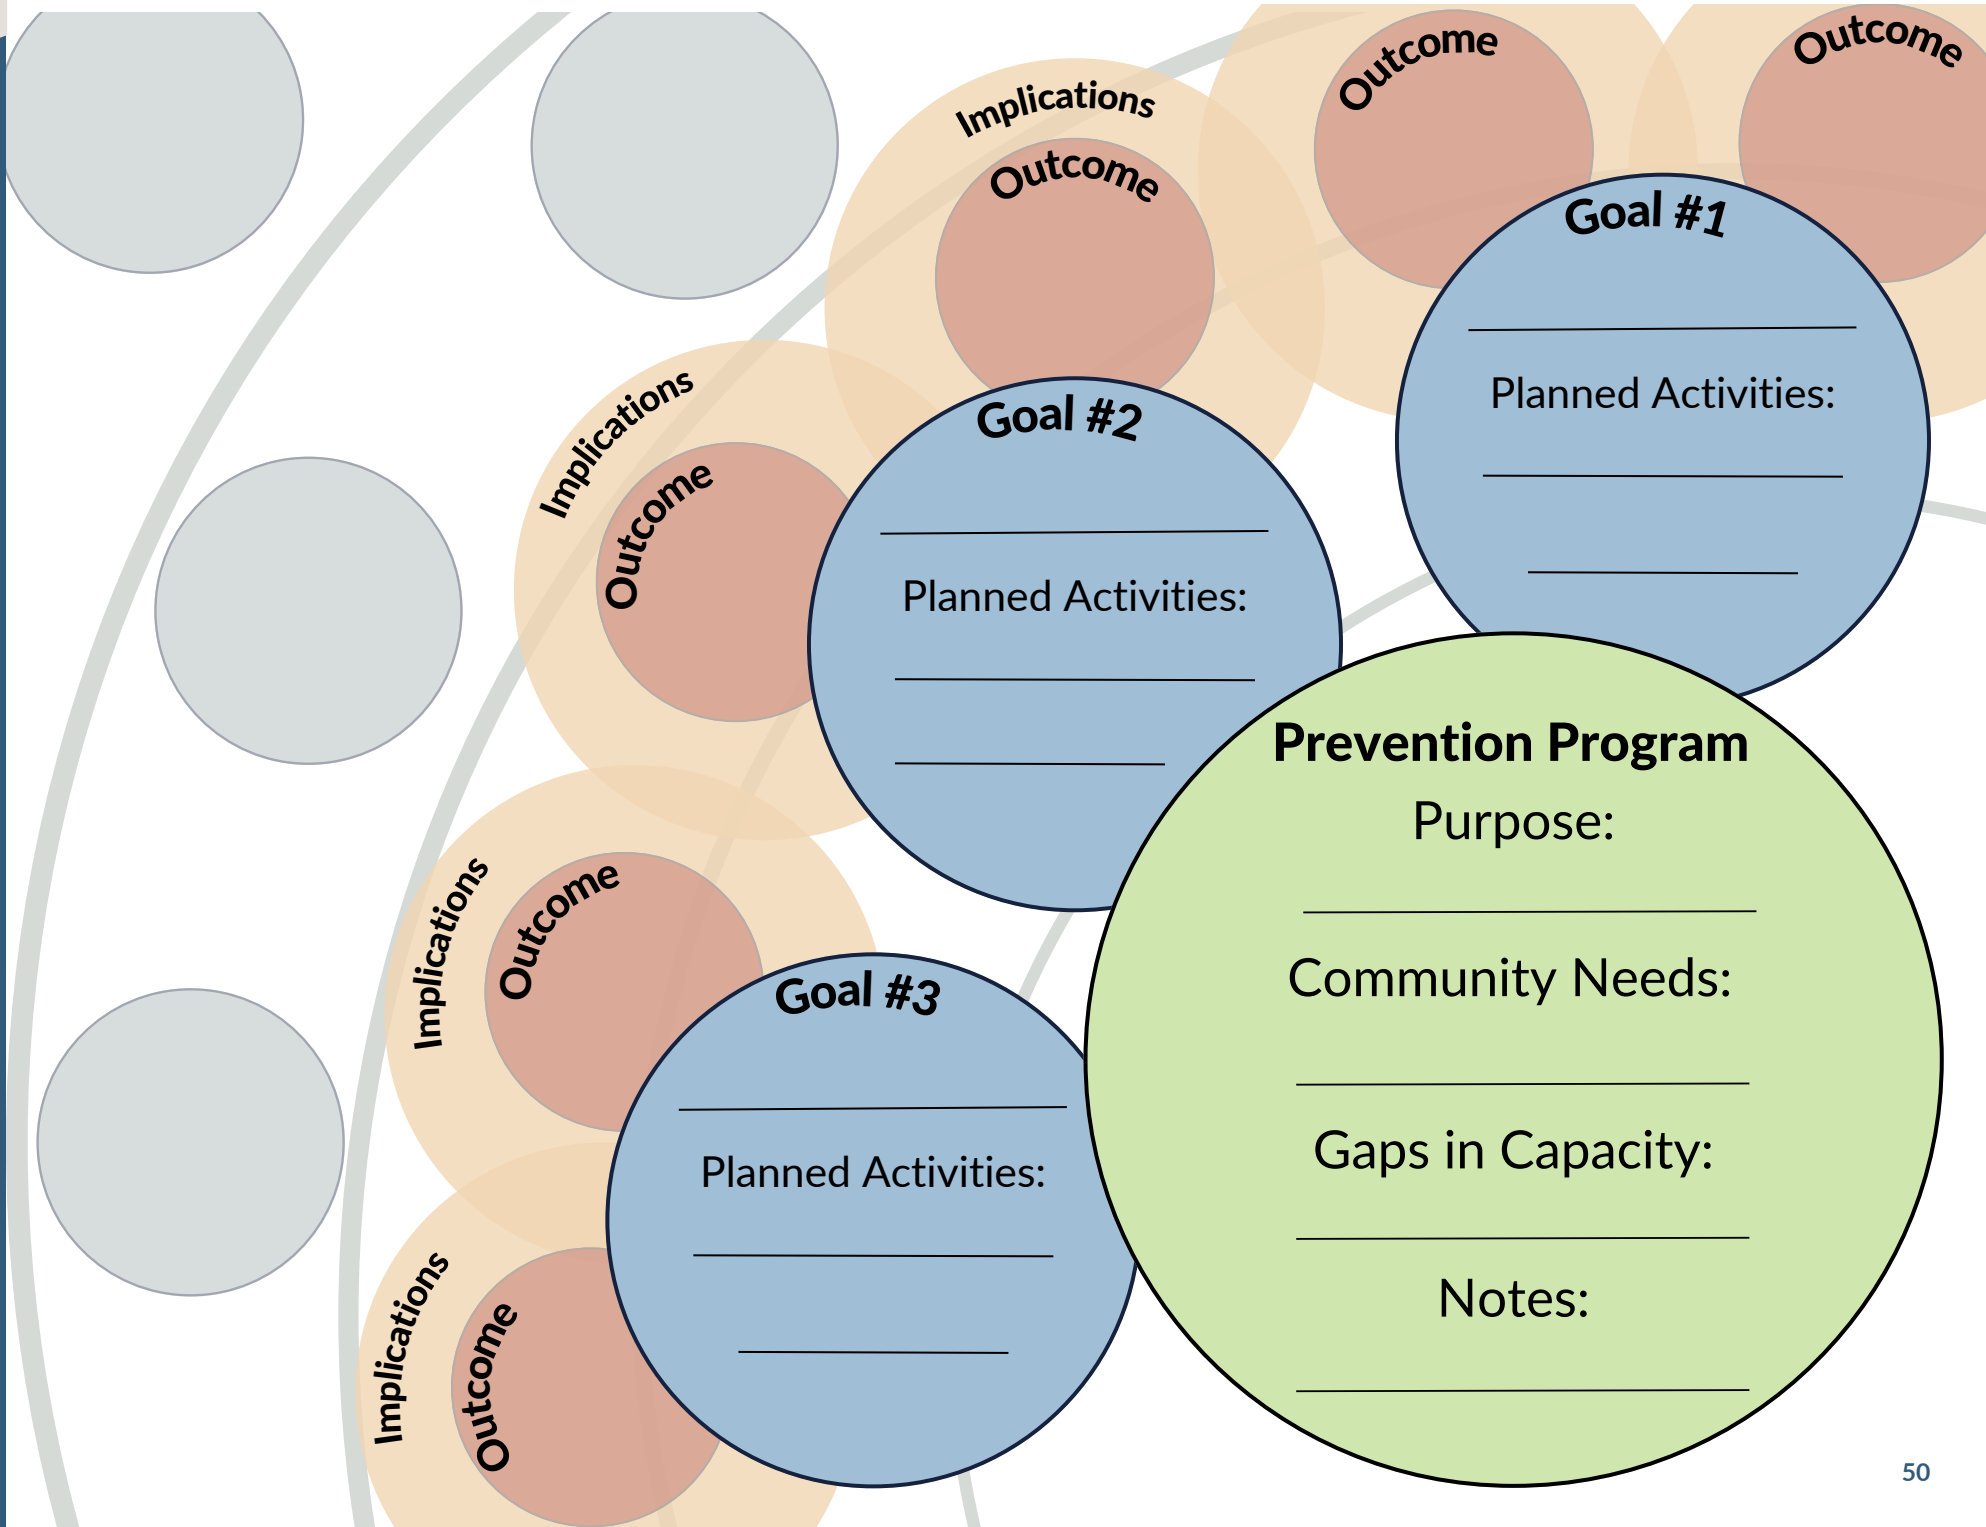 Outcome
Outcome
Implications
Outcome
Goal #1
Planned Activities:
Implications
Outcome
Goal #2
Planned Activities:
Prevention Program
Purpose:
Community Needs:
Gaps in Capacity:
Notes:
Implications
Outcome
Goal #3
Planned Activities:
Implications
Outcome
50